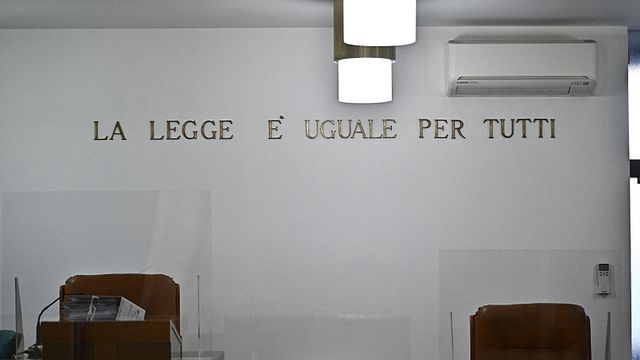 LA LEGGE E' UGUALE PER TUTTI